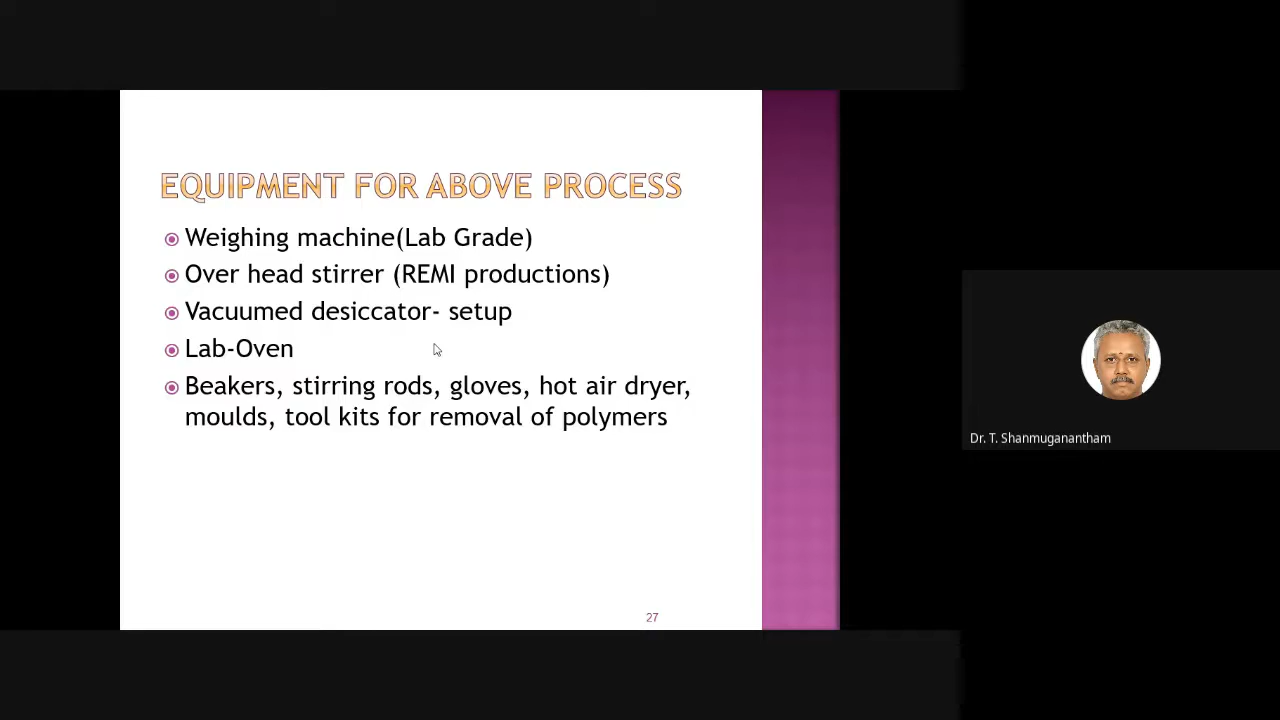 EQUIPMENT FOR ABOVE PROCESS
Weighing machine(Lab Grade)
Over head stirrer (REMI productions)
Vacuumed desiccator- setup
Lab-Oven
Beakers, stirring rods, gloves, hot air dryer,
moulds, tool kits for removal of polymers
27
Dr. T. Shanmuganantham